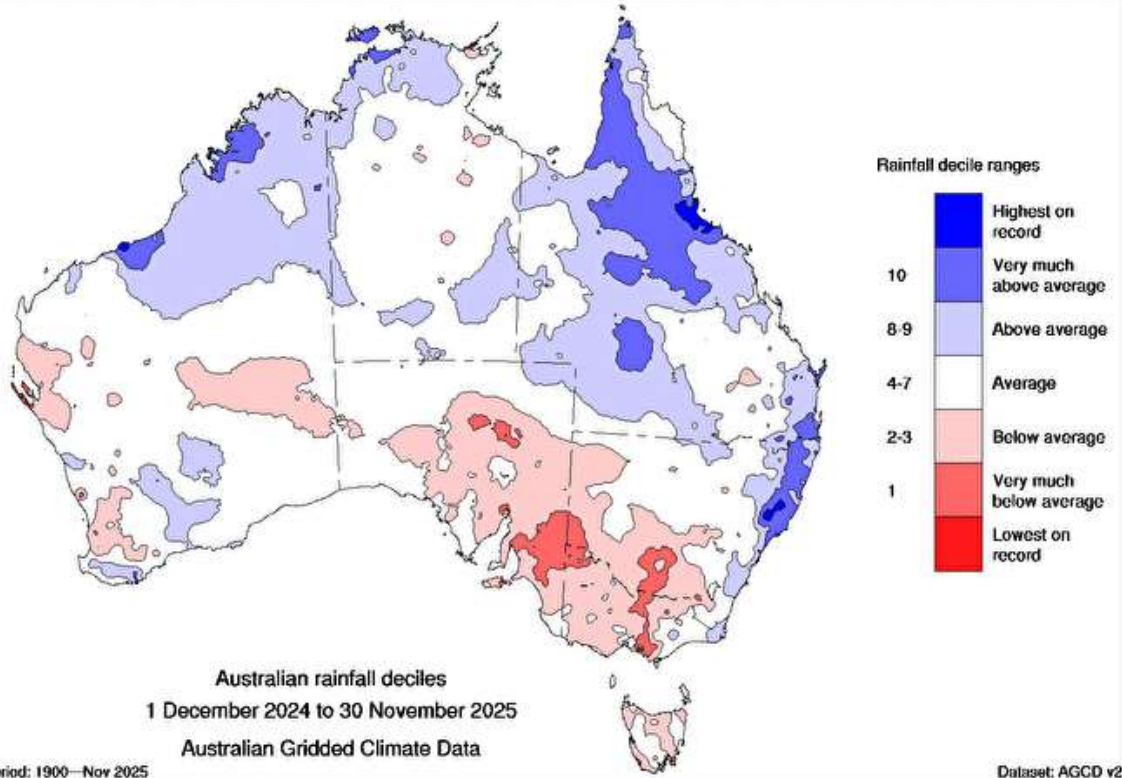 Rainfall decile ranges
Highest on
record
10
Very much
above average
8-9
Above average
4-7
Average
2-3
Below average
1
Very much
below average
Lowest on
record
Australian rainfall deciles
1 December 2024 to 30 November 2025
Australian Gridded Climate Data
riod: 1900—Nov 2025
Dataset: AGCD v2